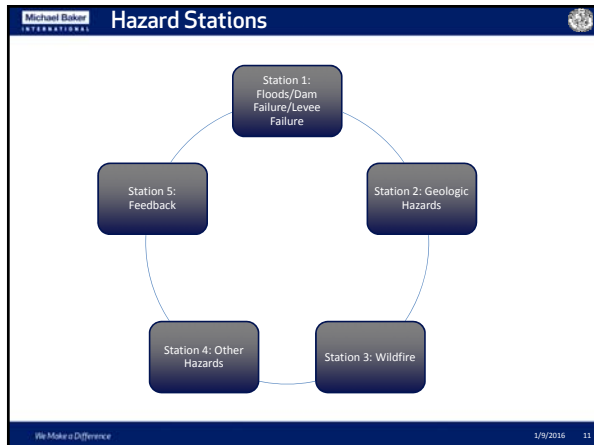 Michael Baker
INTERNATIONAL
Hazard Stations
Station 1:
Floods/Dam
Failure/Levee
Failure
Station 2: Geologic
Hazards
Station 3: Wildfire
Station 4: Other
Hazards
Station 5:
Feedback
We Make a Difference
1/9/2016 11